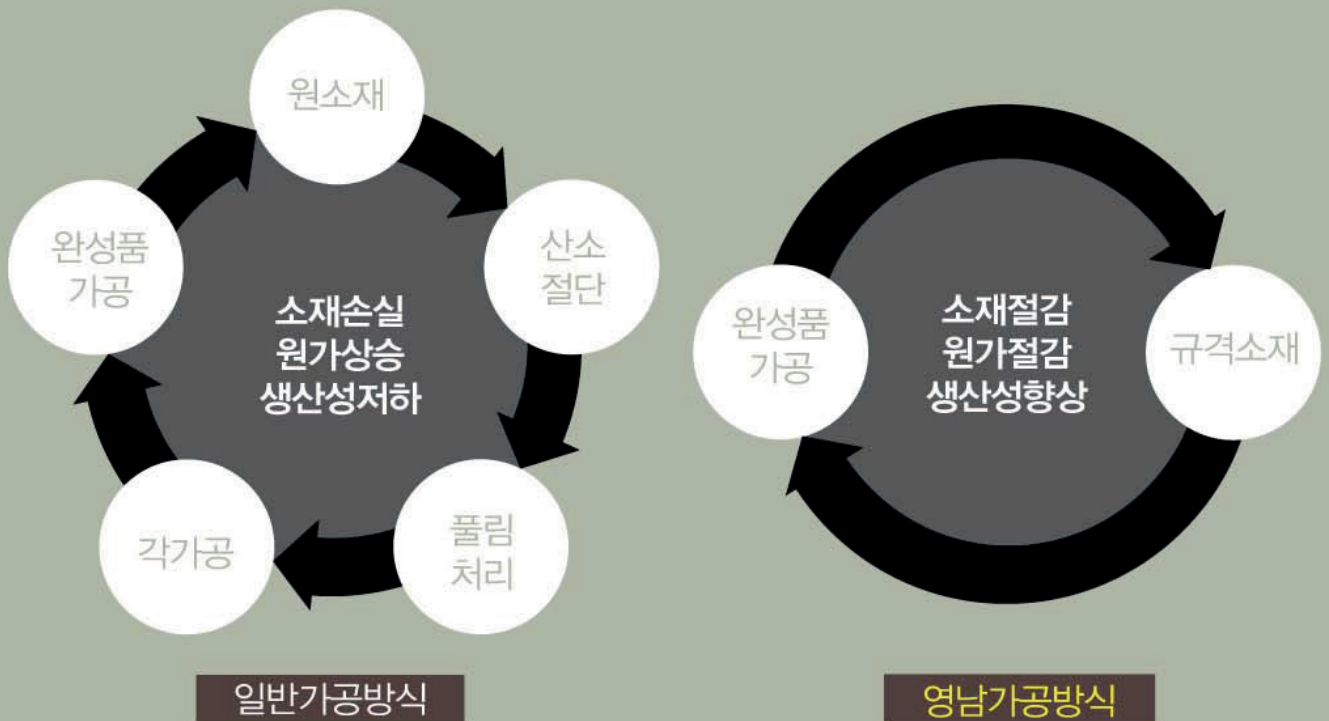 원소재
산소
절단
풀림
처리
각가공
완성품
가공
소재손실
원가상승
생산성저하
일반가공방식
완성품
가공
소재절감
원가절감
생산성향상
규격소재
영남가공방식